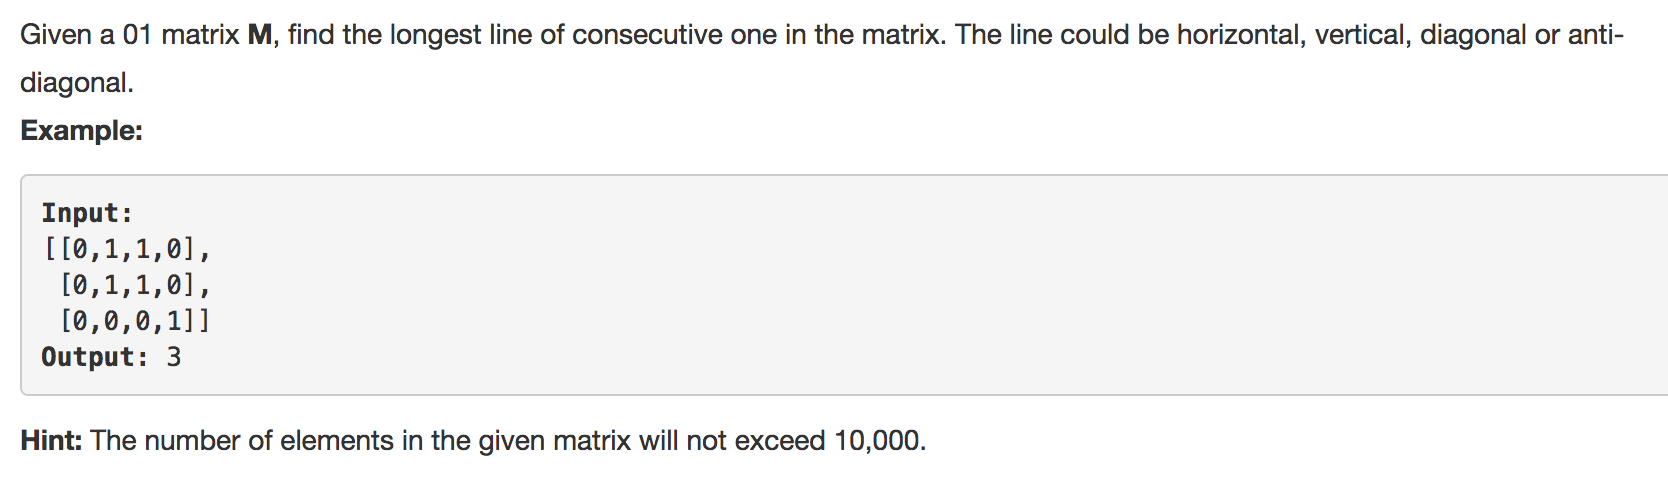 Given a 01 matrix M, find the longest line of consecutive one in the matrix. The line could be horizontal, vertical, diagonal or anti-
diagonal.
Example:
Input:
[[0,1,1,0],
 [0,1,1,0],
 [0,0,0,1]]
Output: 3
Hint: The number of elements in the given matrix will not exceed 10,000.